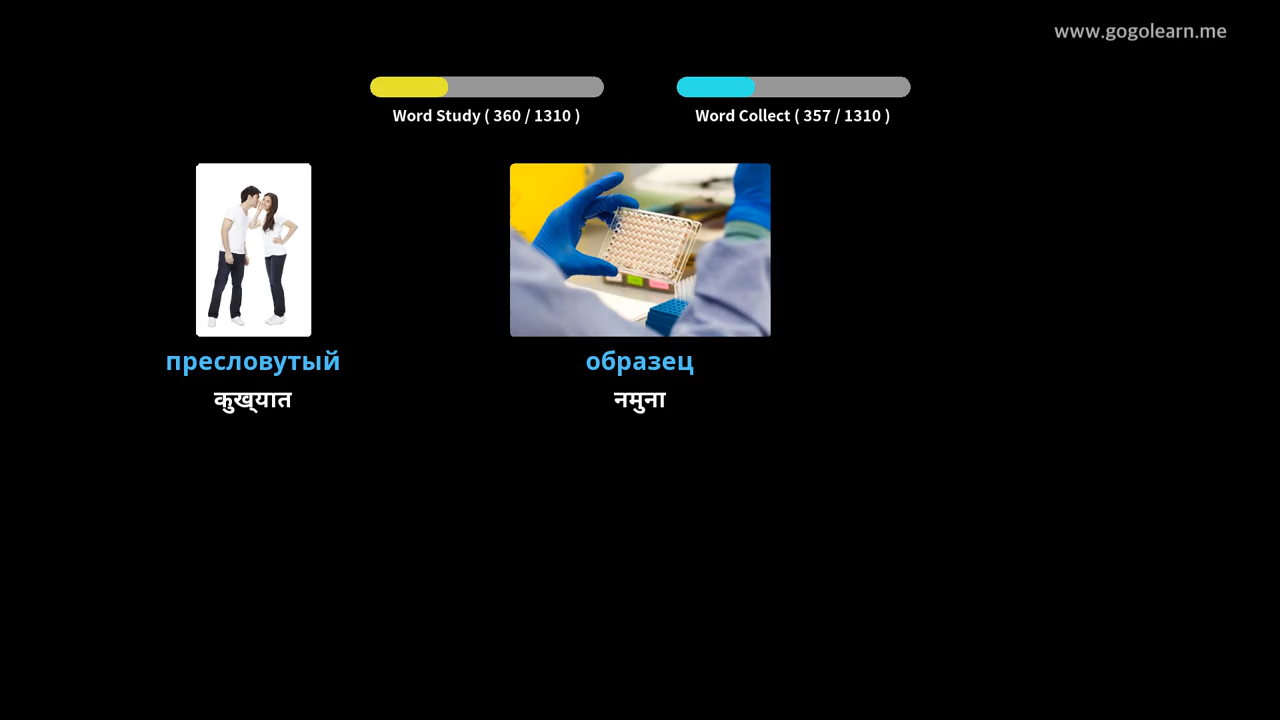 www.gogolearn.me
Word Study ( 360 / 1310 )
Word Collect ( 357 / 1310 )
пресловутый
образец
कुख्यात
नमुना